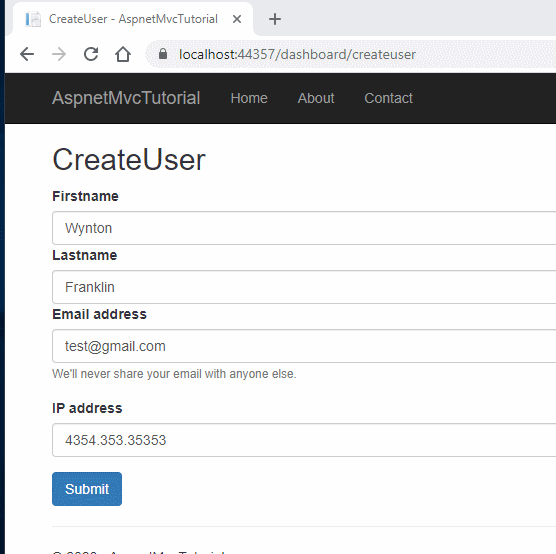 CreateUser - AspnetMvcTutorial
localhost:44357/dashboard/createuser
AspnetMvcTutorial Home About Contact
CreateUser
Firstname
Wynton
Lastname
Franklin
Email address
test@gmail.com
We'll never share your email with anyone else.
IP address
4354.353.35353
Submit